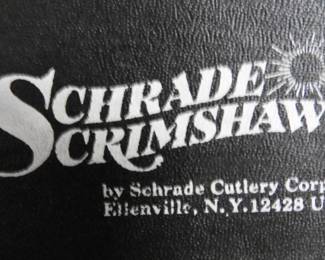 SCHRADE
SCRIMSHAW
by Schrade Cutlery Corp
Ellenville, N.Y. 12428 U